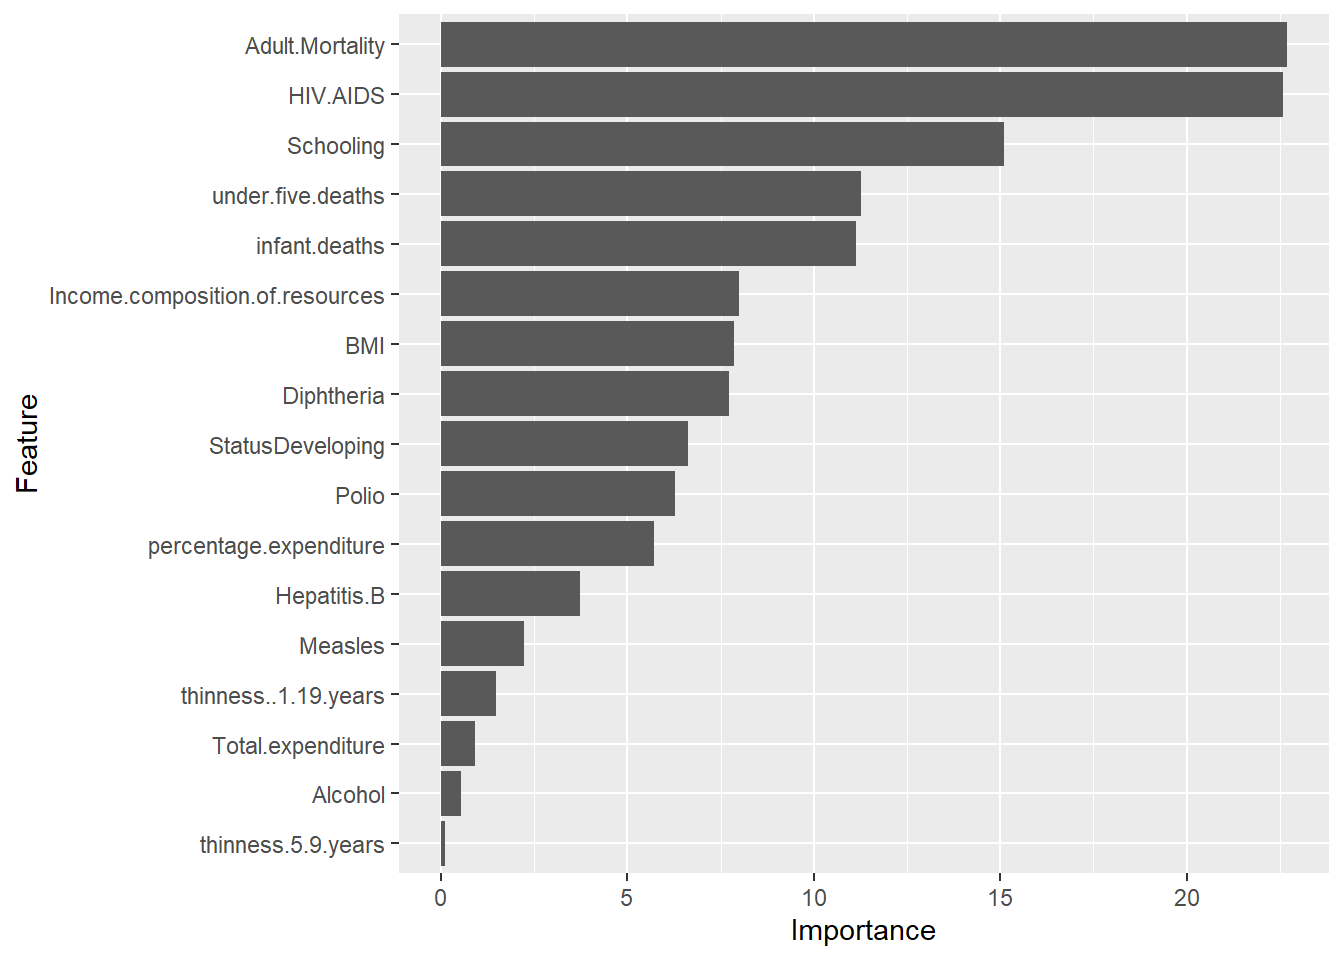 Adult.Mortality
HIV.AIDS
Schooling
under.five.deaths
infant.deaths
Income.composition.of.resources
BMI
Diphtheria
StatusDeveloping
Polio
percentage.expenditure
Hepatitis.B
Measles
thinness..1.19.years
Total.expenditure
Alcohol
thinness.5.9.years
Feature
0 5 10 15 20
Importance